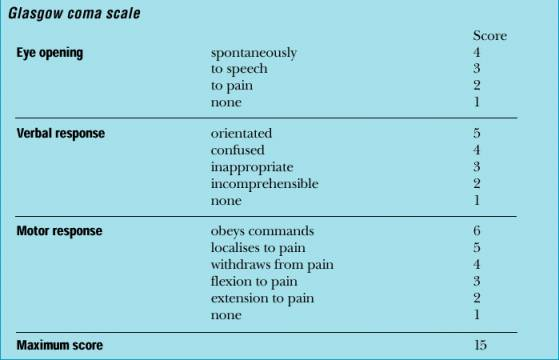 Glasgow coma scale
Score
Eye opening spontaneously 4
to speech 3
to pain 2
none 1
Verbal response orientated 5
confused 4
inappropriate 3
incomprehensible 2
none 1
Motor response obeys commands 6
localises to pain 5
withdraws from pain 4
flexion to pain 3
extension to pain 2
none 1
Maximum score 15